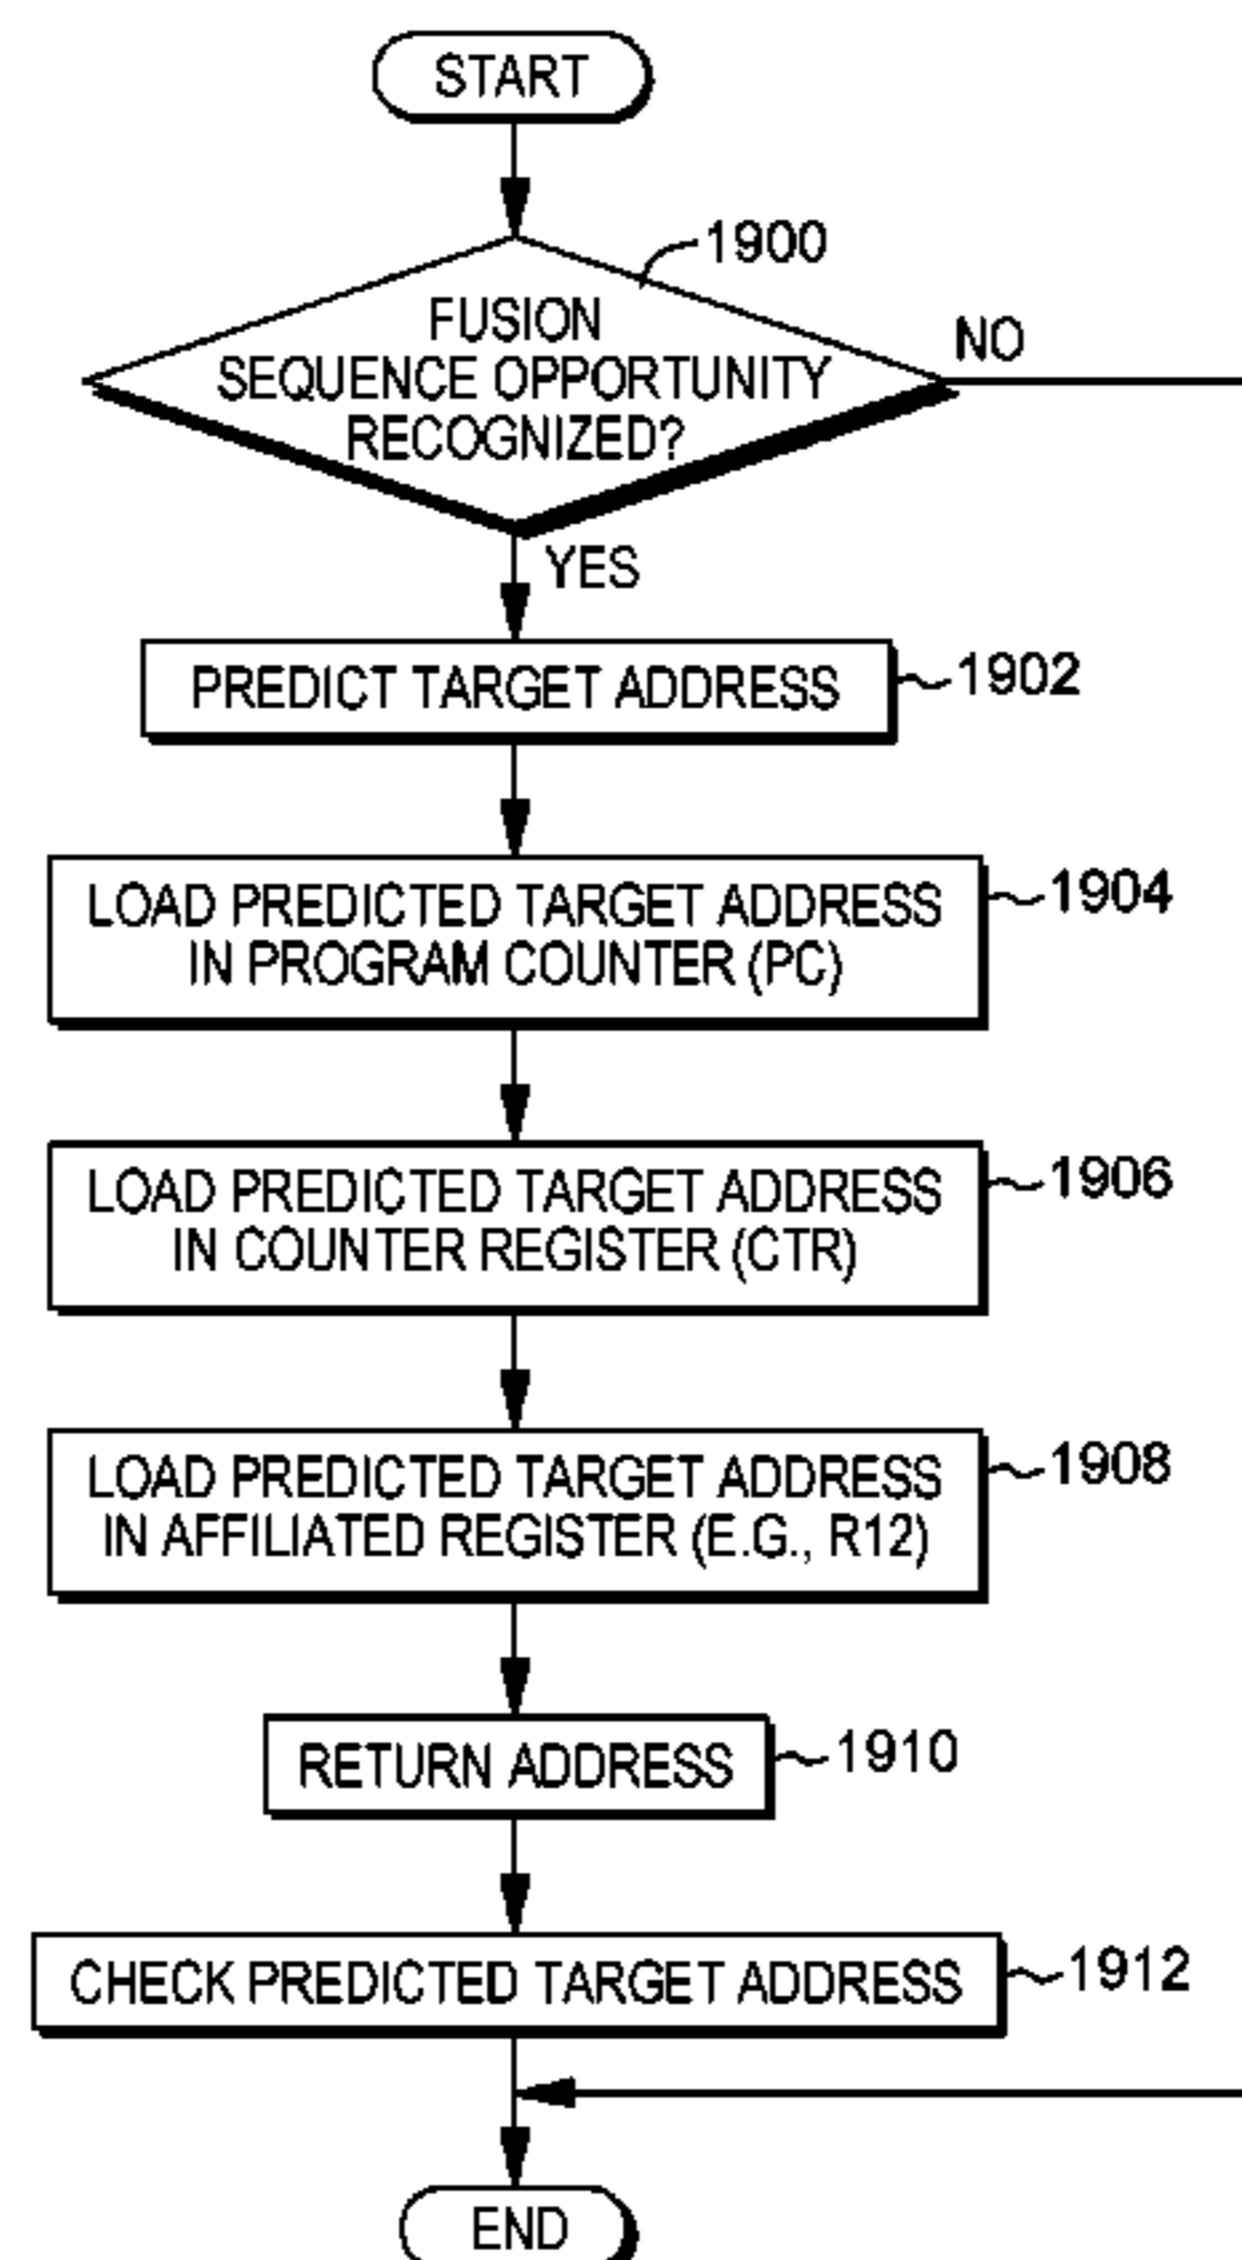 START
1900
FUSION
SEQUENCE OPPORTUNITY
RECOGNIZED?
NO
YES
PREDICT TARGET ADDRESS
1902
LOAD PREDICTED TARGET ADDRESS
IN PROGRAM COUNTER (PC)
1904
LOAD PREDICTED TARGET ADDRESS
IN COUNTER REGISTER (CTR)
1906
LOAD PREDICTED TARGET ADDRESS
IN AFFILIATED REGISTER (E.G., R12)
1908
RETURN ADDRESS
1910
CHECK PREDICTED TARGET ADDRESS
1912
END